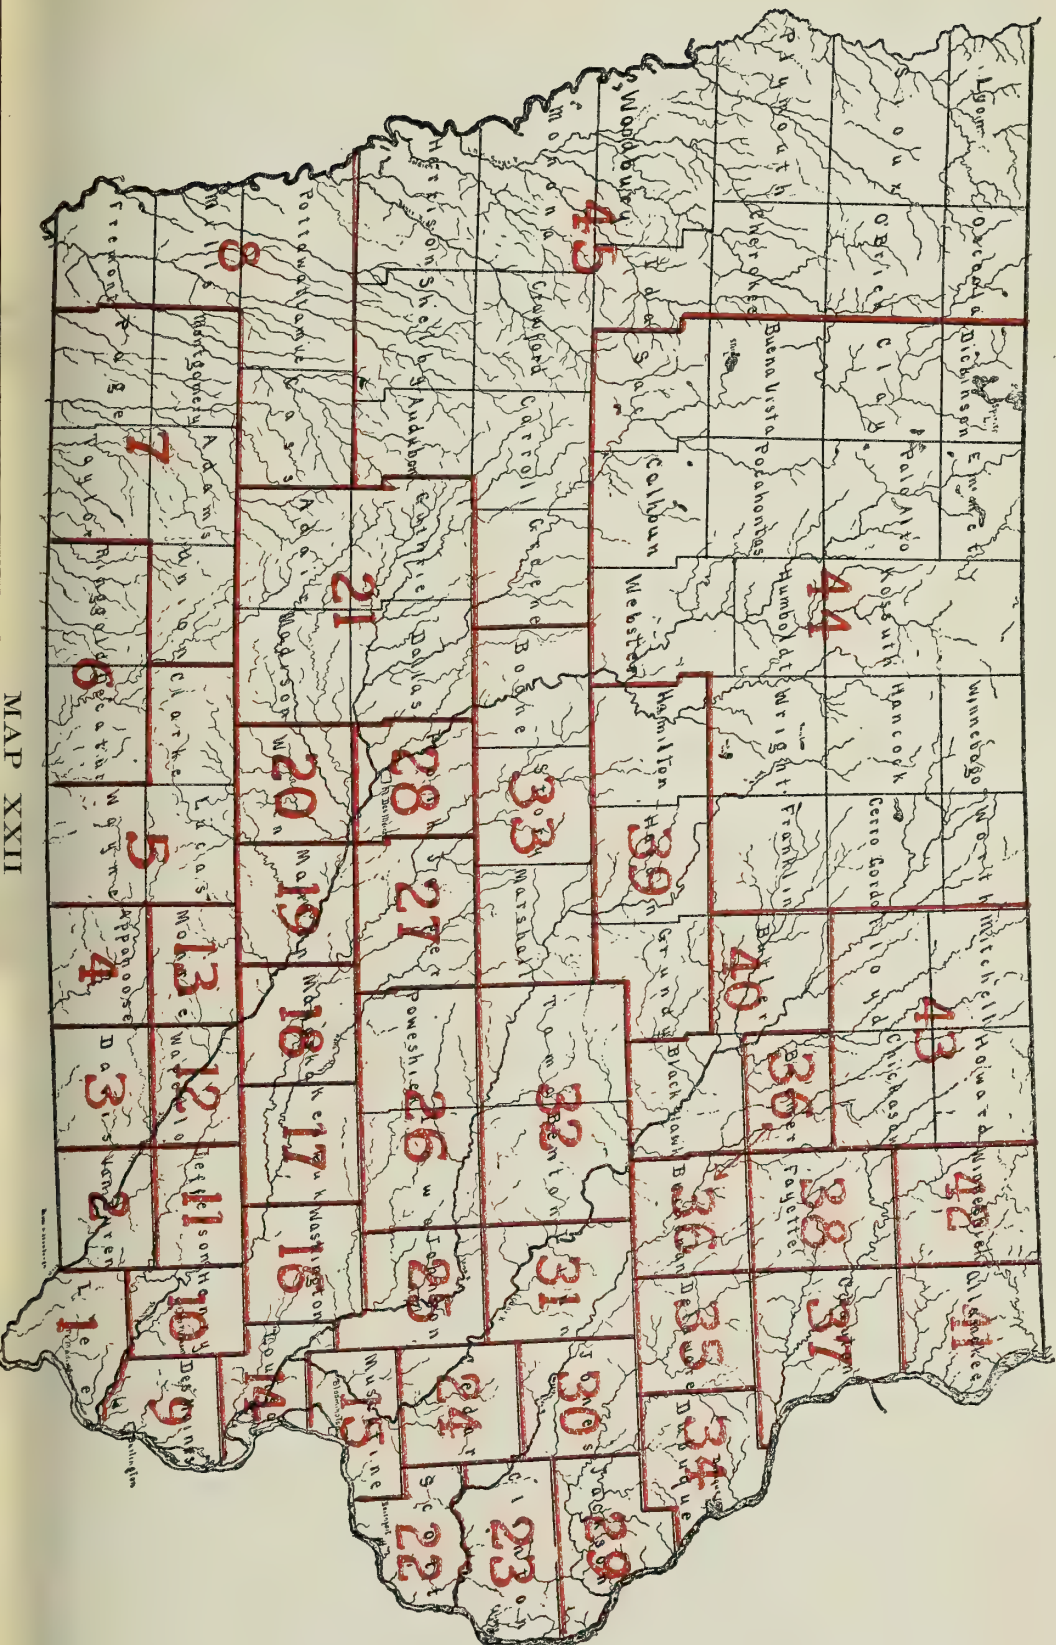 Lyon
Osceola
Dickinson
Emmett
Winnebago
Worth
Mitchell
Howard
Winneshiek
Allamakee
42
41
Sioux
O'Brien
Clay
Palo Alto
Kossuth
Hancock
Cerro Gordo
Floyd
Chickasaw
43
Plymouth
Cherokee
Buena Vista
Pocahontas
Humboldt
44
Wright
Franklin
Butler
40
Bremer
36
Fayette
38
Clayton
37
Woodbury
Ida
Sac
Calhoun
Webster
Hamilton
Hardin
39
Grundy
Black Hawk
Buchanan
36
Delaware
35
Dubuque
34
45
Monona
Crawford
Carroll
Greene
Boone
Story
33
Marshall
Tama
Benton
32
Linn
31
Jones
30
Jackson
29
Harrison
Shelby
Audubon
Guthrie
Dallas
21
Polk
28
Jasper
27
Poweshiek
26
Iowa
Johnson
25
Cedar
24
Clinton
23
Scott
22
Pottawattamie
Cass
Adair
Madison
Warren
20
Marion
19
Mahaska
18
Keokuk
17
Washington
16
Louisa
14
Muscatine
15
Mills
8
Montgomery
Adams
Union
Clarke
Lucas
Monroe
13
Wapello
12
Jefferson
11
Henry
10
Des Moines
9
Burlington
Fremont
Page
7
Taylor
Ringgold
6
Decatur
Wayne
5
Appanoose
4
Davis
3
Van Buren
2
Lee
1
MAP XXII